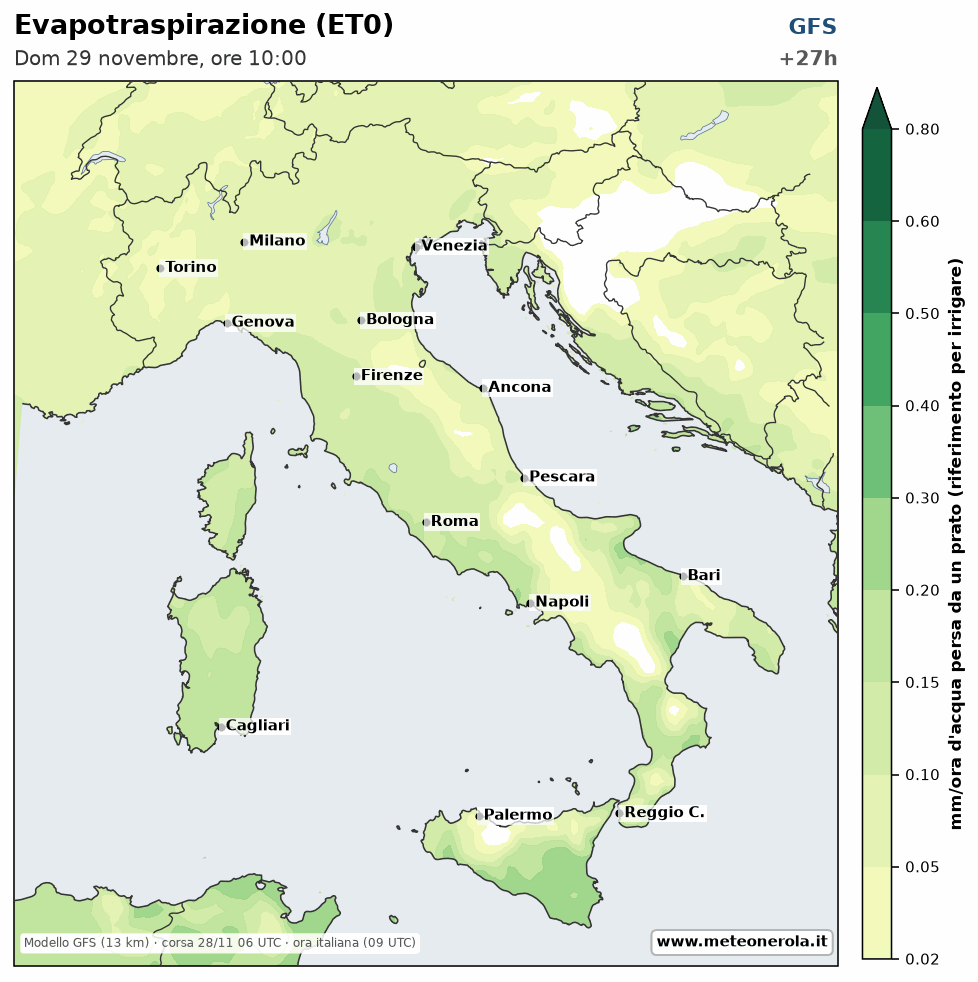 Evapotraspirazione (ET0)
GFS
Dom 29 novembre, ore 10:00
+27h
0.80
0.60
0.50
0.40
0.30
0.20
0.15
0.10
0.05
0.02
mm/ora d'acqua persa da un prato (riferimento per irrigare)
Milano
Venezia
Torino
Genova
Bologna
Firenze
Ancona
Pescara
Roma
Bari
Napoli
Cagliari
Palermo
Reggio C.
Modello GFS (13 km) · corsa 28/11 06 UTC · ora italiana (09 UTC)
www.meteonerola.it